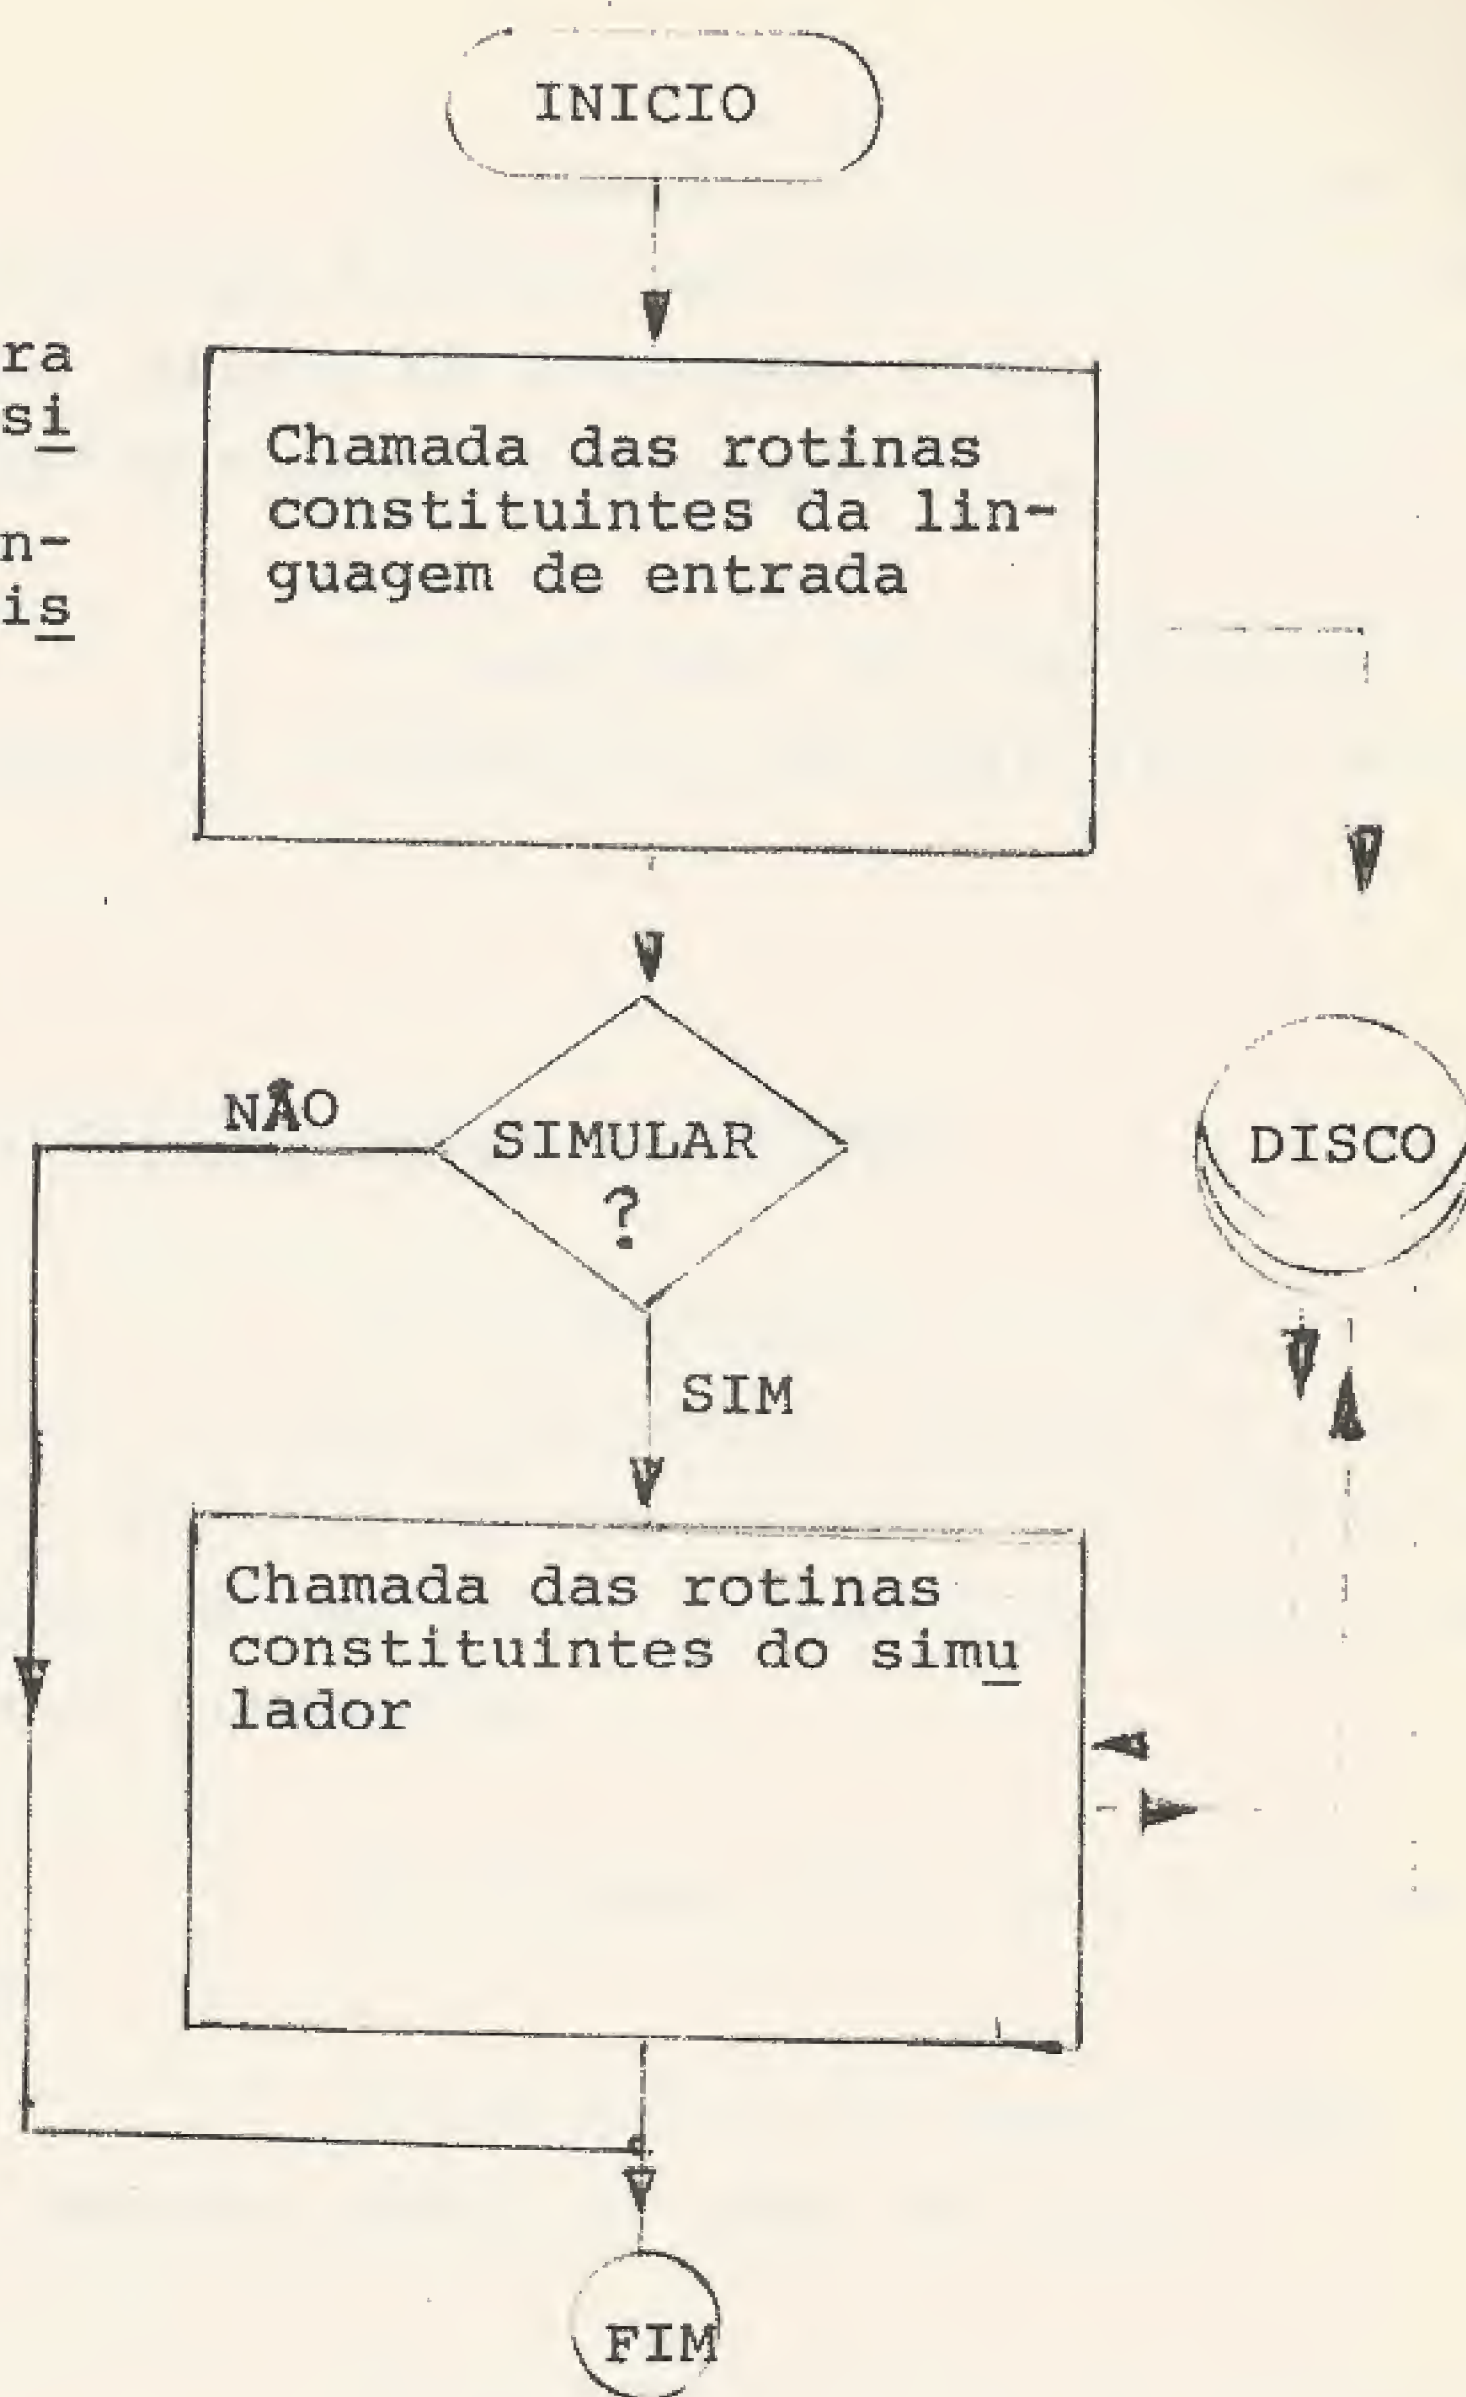 INICIO
ra
si
n-
is
Chamada das rotinas
constituintes da lin-
guagem de entrada
NÃO
SIMULAR
?
DISCO
SIM
Chamada das rotinas
constituintes do simu
lador
FIM